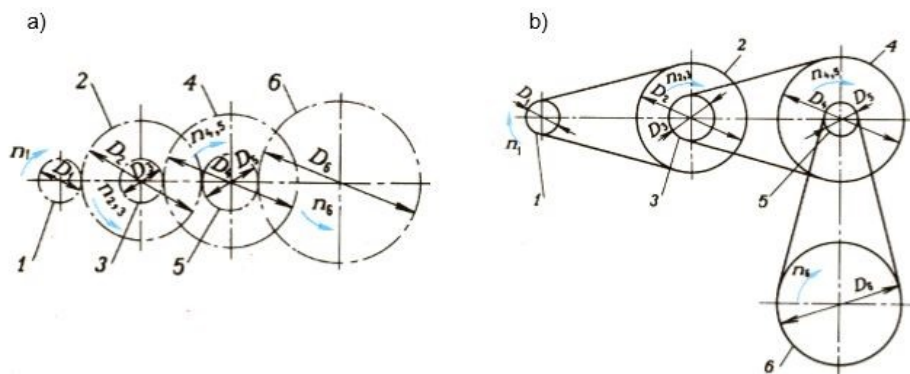 a)
2
4
6
n₁
D₁
D₂
D₃
n₂,₃
n₄,₅
D₄
D₅
D₆
n₆
1
3
5
b)
2
4
n₂,₃
n₄,₅
D₁
D₂
D₃
D₄
D₅
n₁
1
3
5
n₆
D₆
6